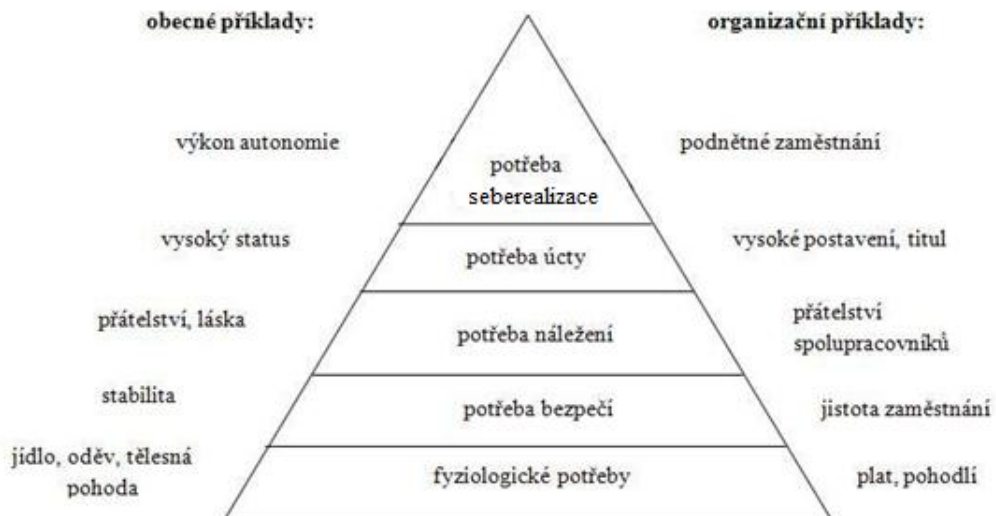 obecné příklady:
organizační příklady:
výkon autonomie
potřeba
seberealizace
podnětné zaměstnání
vysoký status
potřeba úcty
vysoké postavení, titul
přátelství, láska
potřeba náležení
přátelství
spolupracovníků
stabilita
potřeba bezpečí
jistota zaměstnání
jídlo, oděv, tělesná
pohoda
fyziologické potřeby
plat, pohodlí